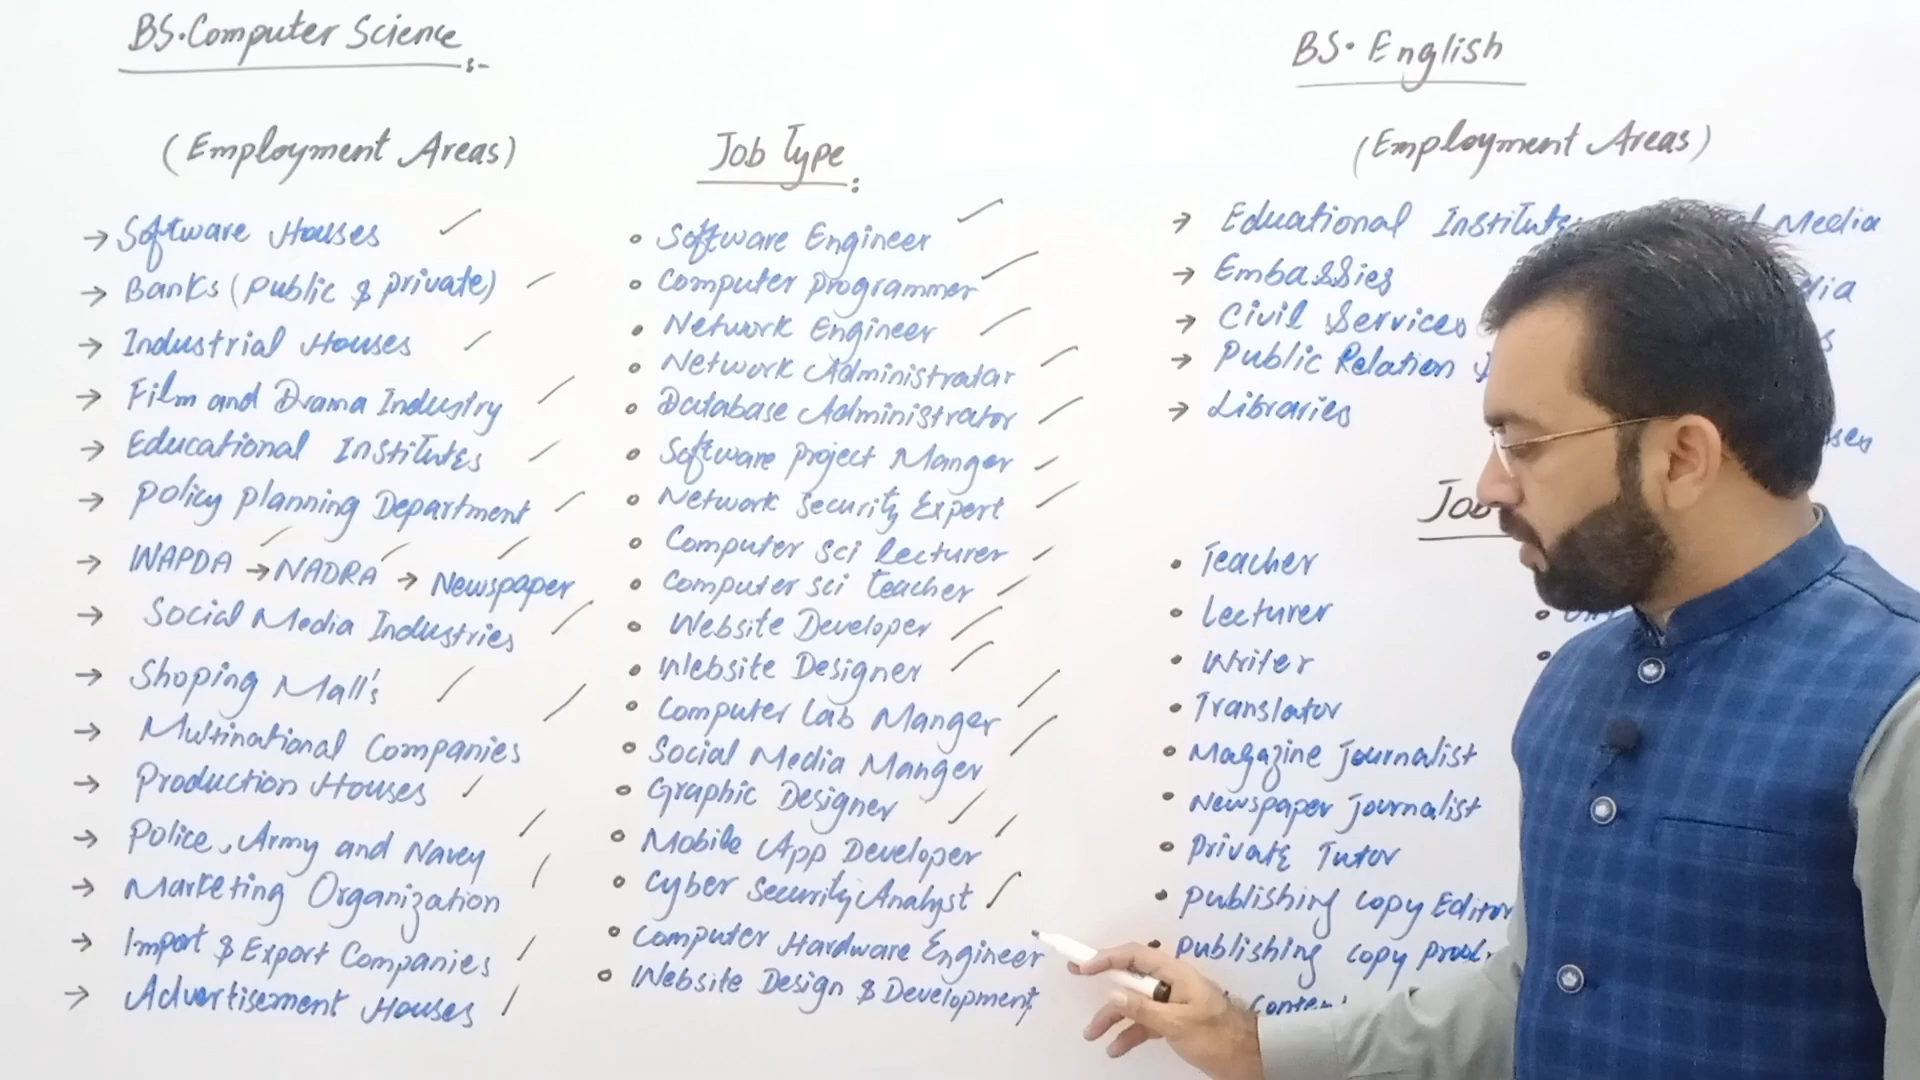 BS.Computer Science
(Employment Areas)
→ Software Houses
→ Banks (public & private)
→ Industrial Houses
→ Film and Drama Industry
→ Educational Institutes
→ Policy Planning Department
→ WAPDA → NADRA → Newspaper
→ Social Media Industries
→ Shoping Mall's
→ Multinational Companies
→ Production Houses
→ Police, Army and Navey
→ Marketing Organization
→ Import & Export Companies
→ Advertisement Houses
Job Type:
• Software Engineer
• Computer Programmer
• Network Engineer
• Network Administrator
• Database Administrator
• Software Project Manger
• Network Security Expert
• Computer Sci Lecturer
• Computer Sci teacher
• Website Developer
• Website Designer
• Computer Lab Manger
• Social Media Manger
• Graphic Designer
• Mobile App Developer
• Cyber Security Analyst
• Computer Hardware Engineer
• Website Design & Development
BS. English
(Employment Areas)
→ Educational Institutes
Media
→ Embassies
→ Civil Services
→ Public Relation
→ Libraries
Job
• Teacher
• Lecturer
• Writer
• Translator
• Magazine Journalist
• Newspaper Journalist
• Private Tutor
• Publishing Copy Editor
• Publishing Copy